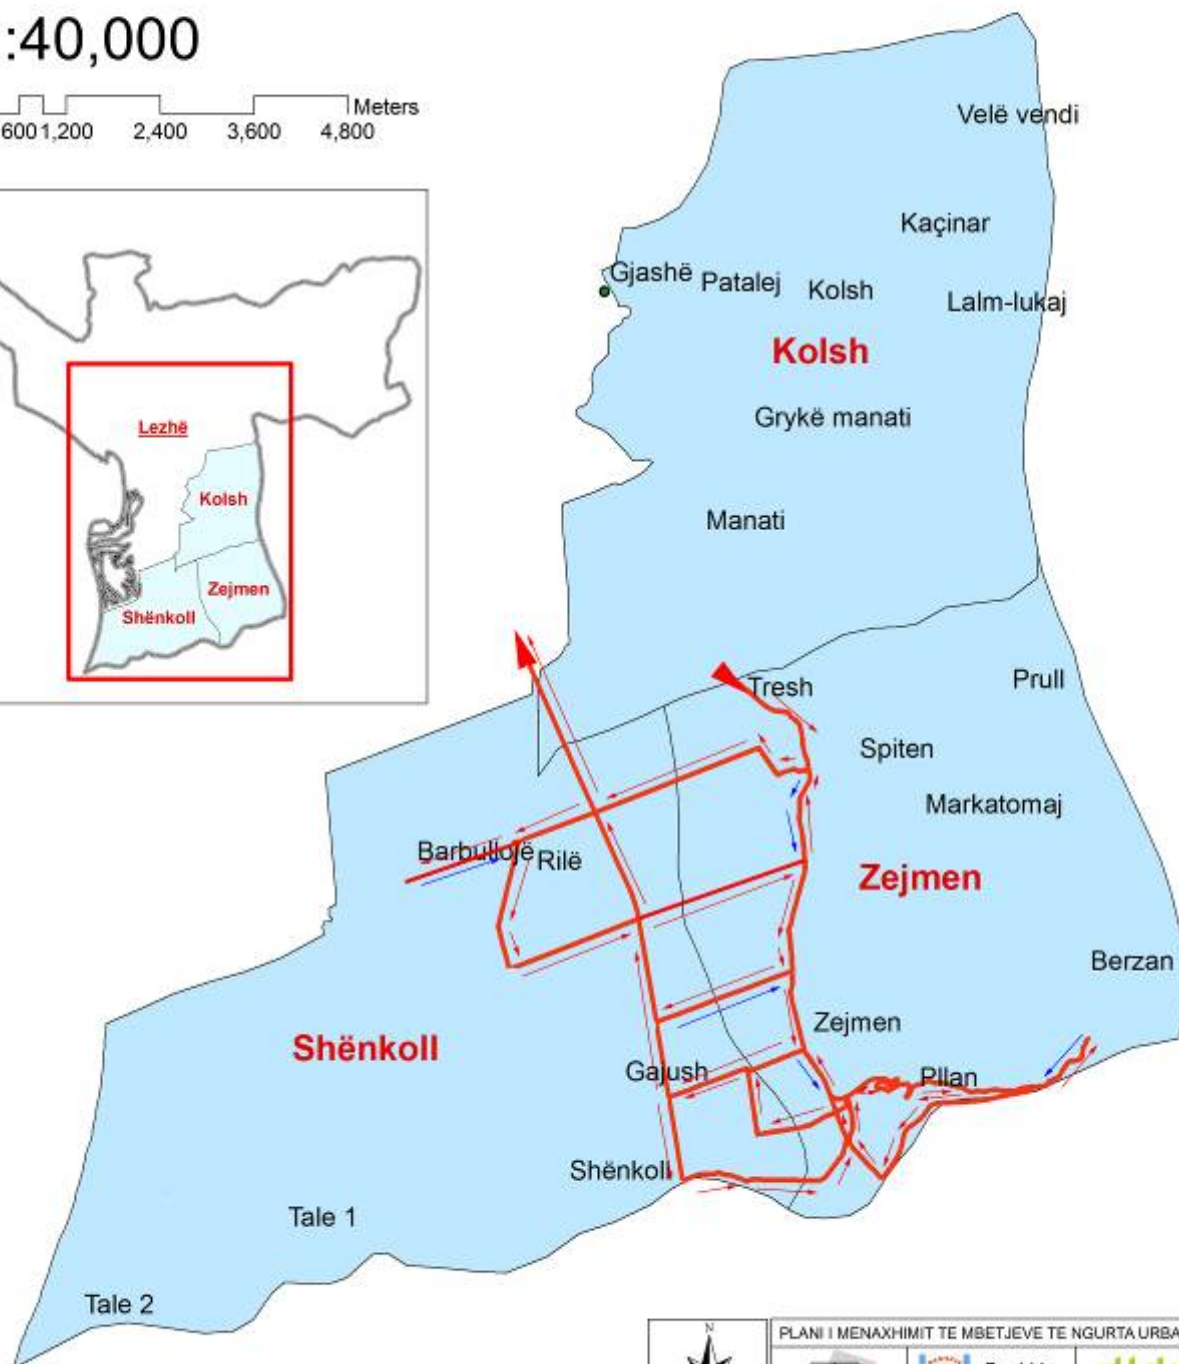 :40,000
Meters
600 1,200 2,400 3,600 4,800
Velë vendi
Kaçinar
Gjashë Patalej Kolsh
Lalm-lukaj
Kolsh
Grykë manati
Manati
Lezhë
Kolsh
Zejmen
Shënkoll
Tresh
Prull
Spiten
Markatomaj
Barbullojë Rilë
Zejmen
Berzan
Zejmen
Shënkoll
Gajush
Pllan
Shënkoll
Tale 1
Tale 2
N
PLANI I MENAXHIMIT TE MBETJEVE TE NGURTA URBA